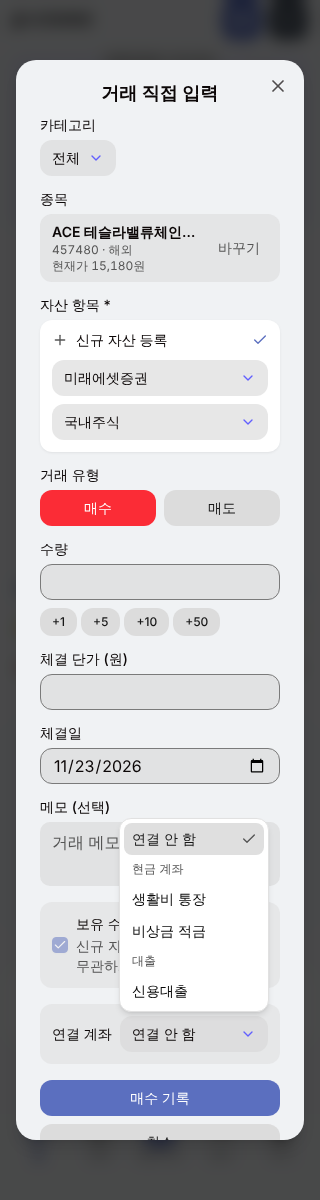 거래 직접 입력
카테고리
전체
종목
ACE 테슬라밸류체인...
457480 · 해외
현재가 15,180원
바꾸기
자산 항목 *
신규 자산 등록
미래에셋증권
국내주식
거래 유형
매수
매도
수량
+1
+5
+10
+50
체결 단가 (원)
체결일
11/23/2026
메모 (선택)
거래 메모
연결 안 함
현금 계좌
생활비 통장
비상금 적금
대출
신용대출
보유 수
신규 자
무관하
연결 계좌
연결 안 함
매수 기록